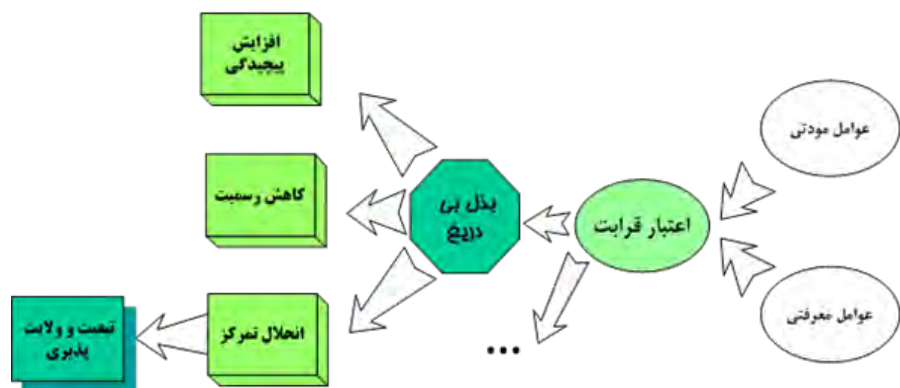 عوامل مودتی
عوامل معرفتی
اعتبار قرابت
...
بذل بی
دریغ
افزایش
پیچیدگی
کاهش رسمیت
انحلال تمرکز
تبعیت و ولایت
پذیری